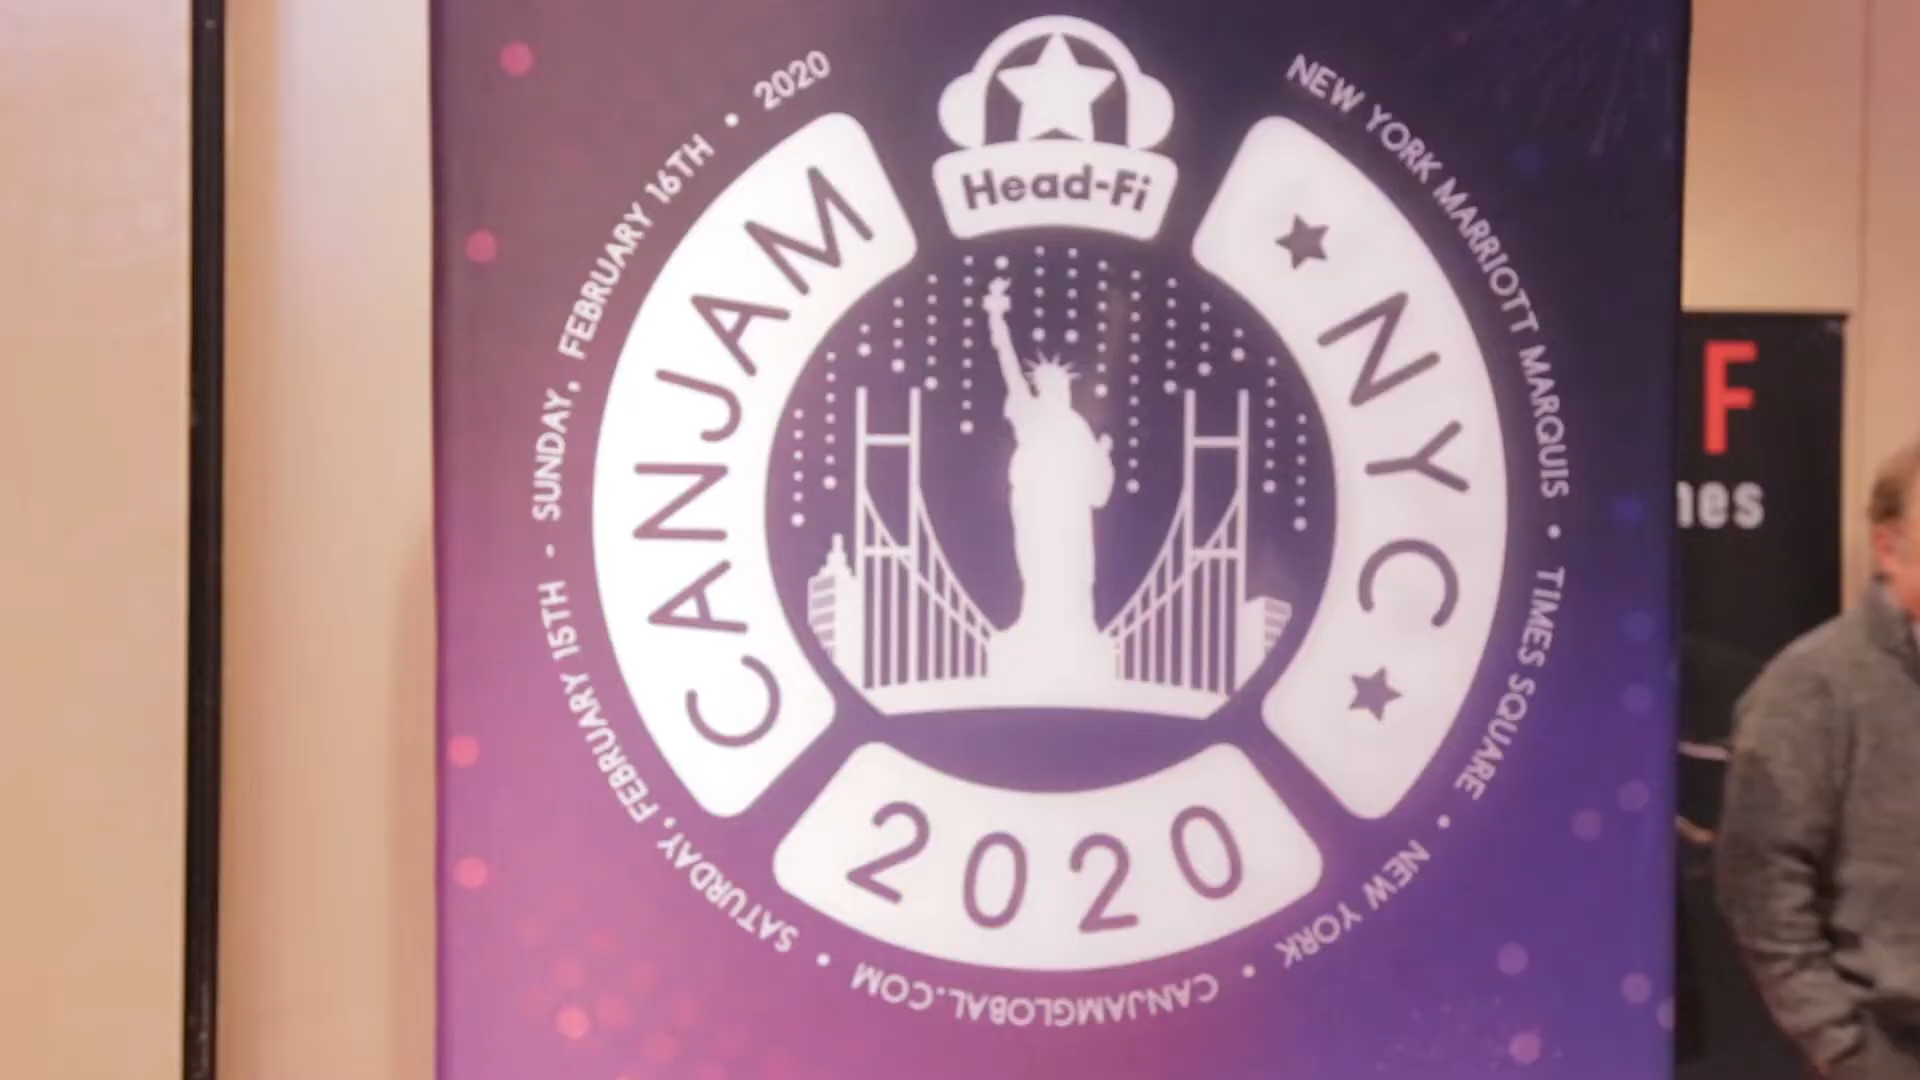 Head-Fi
CANJAM
★ NYC ★
2020
SATURDAY, FEBRUARY 15TH - SUNDAY, FEBRUARY 16TH • 2020
NEW YORK MARRIOTT MARQUIS • TIMES SQUARE • NEW YORK • CANJAMGLOBAL.COM •
F